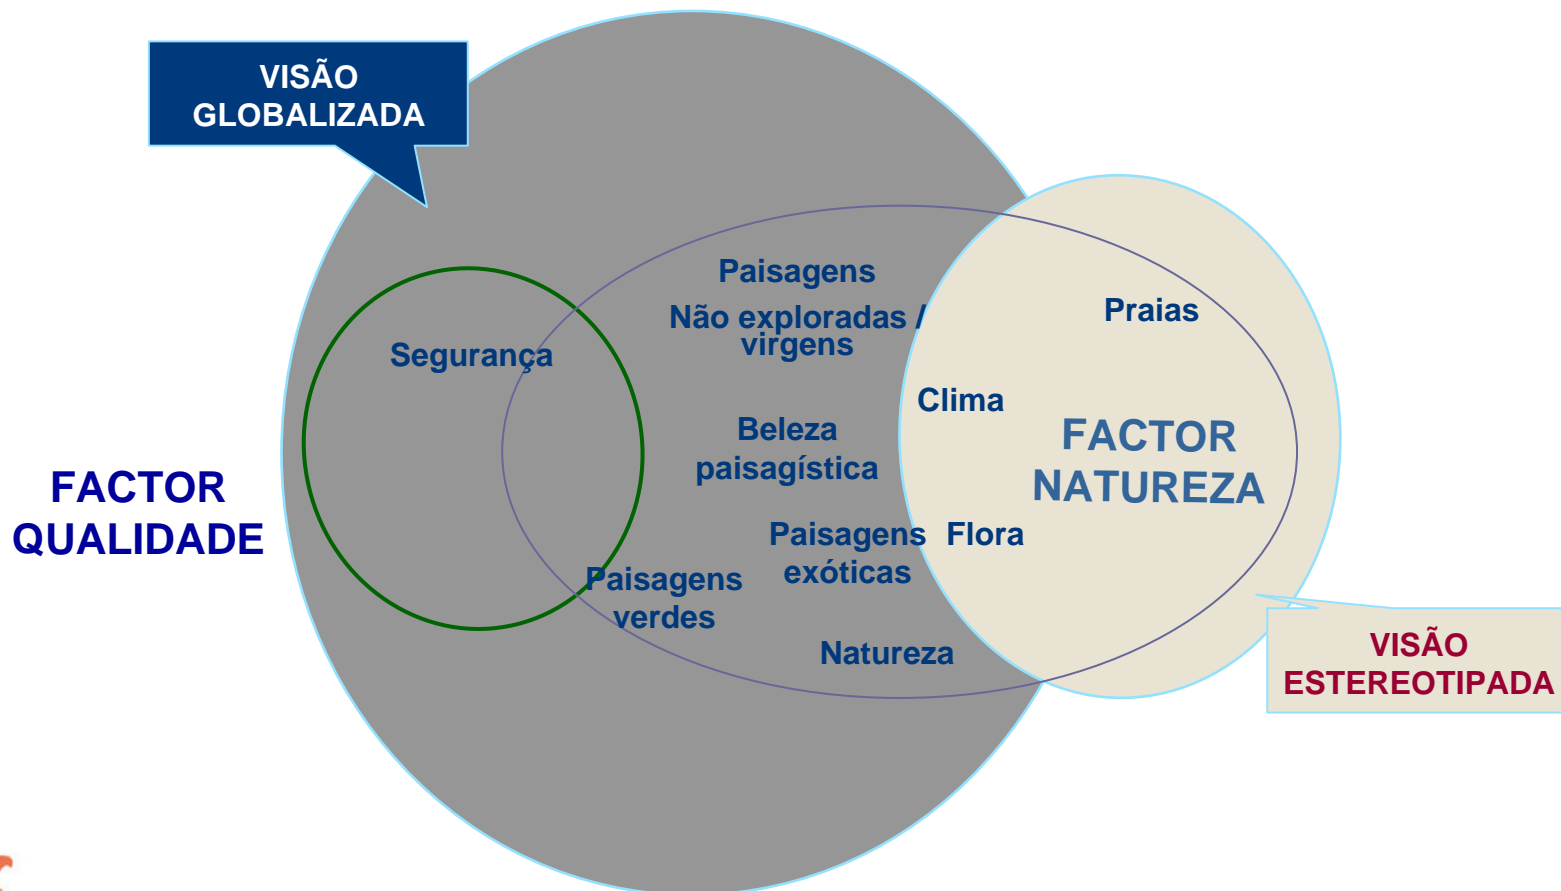 VISÃO
GLOBALIZADA
Paisagens
Não exploradas /
virgens
Praias
Segurança
Clima
Beleza
paisagística
FACTOR
NATUREZA
FACTOR
QUALIDADE
Paisagens
exóticas
Flora
Paisagens
verdes
Natureza
VISÃO
ESTEREOTIPADA